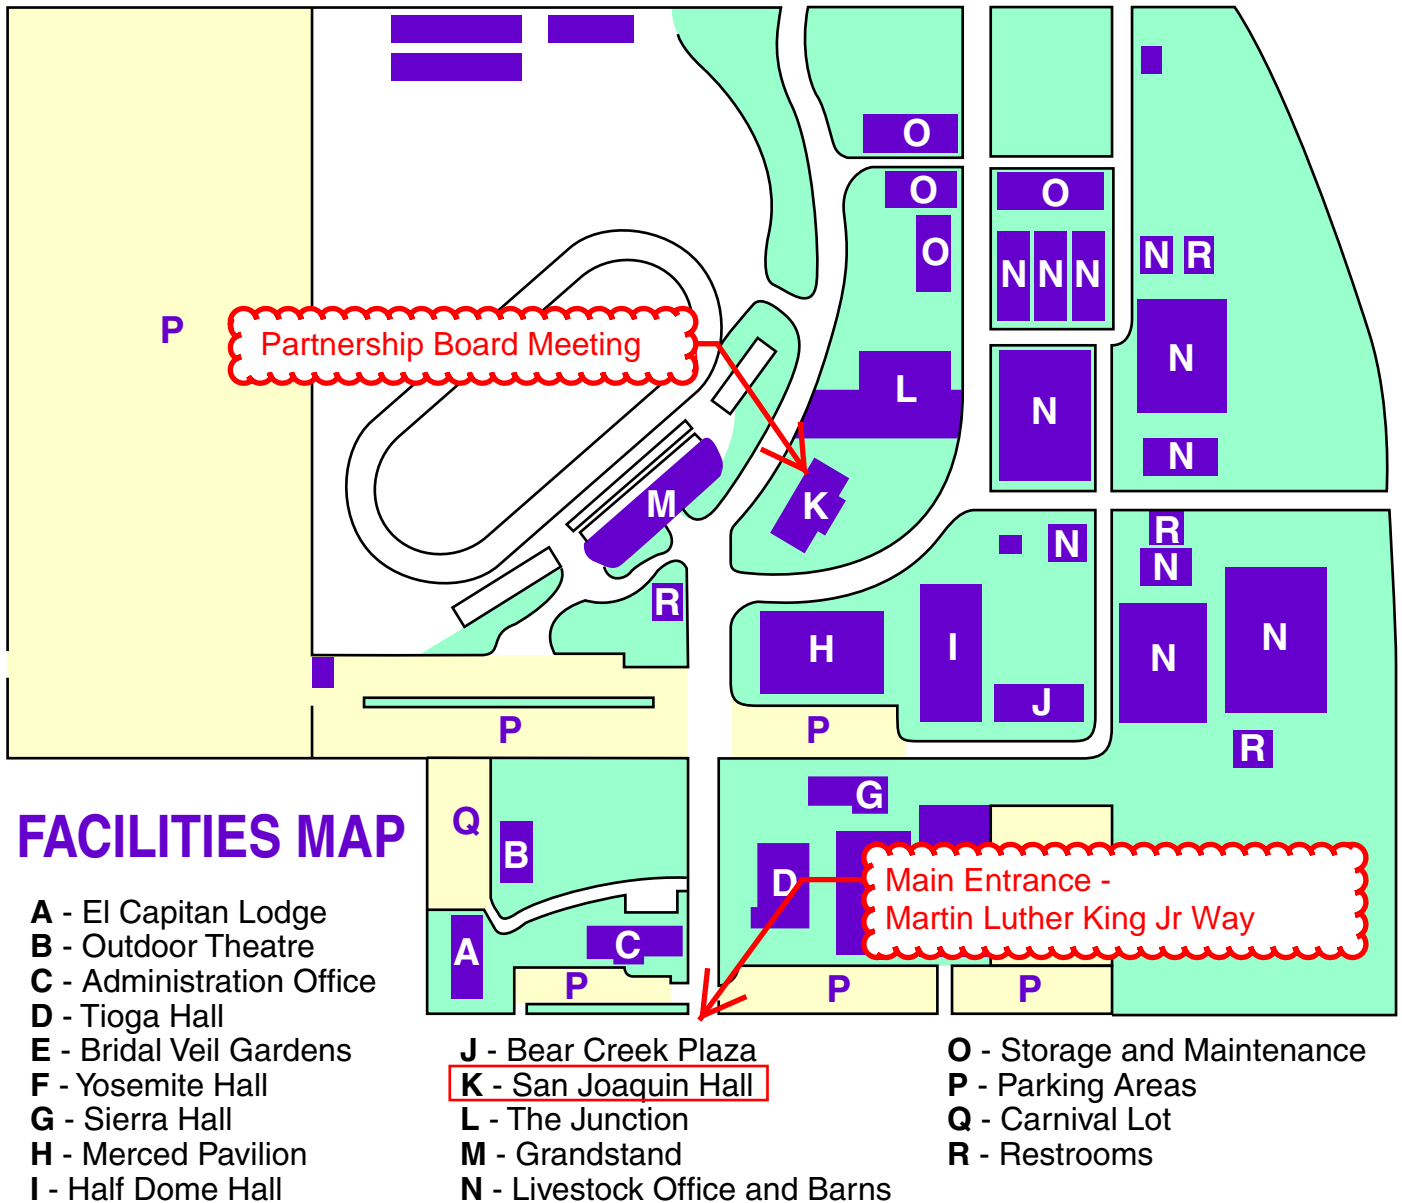 O
O
O
O
N N N
N R
P
Partnership Board Meeting
N
L
N
N
M
K
R
N
N
R
H
I
N
N
J
P
P
R
G
Q
B
FACILITIES MAP
D
Main Entrance -
Martin Luther King Jr Way
A
C
P
P
P
A - El Capitan Lodge
B - Outdoor Theatre
C - Administration Office
D - Tioga Hall
E - Bridal Veil Gardens
F - Yosemite Hall
G - Sierra Hall
H - Merced Pavilion
I - Half Dome Hall
J - Bear Creek Plaza
K - San Joaquin Hall
L - The Junction
M - Grandstand
N - Livestock Office and Barns
O - Storage and Maintenance
P - Parking Areas
Q - Carnival Lot
R - Restrooms